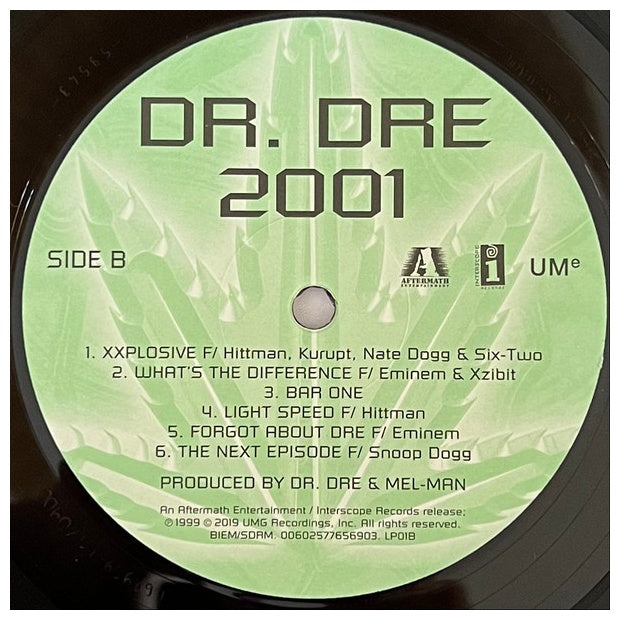 DR. DRE
2001
SIDE B
A
AFTERMATH
ENTERTAINMENT
INTERSCOPE
i
RECORDS
UMe
1. XXPLOSIVE F/ Hittman, Kurupt, Nate Dogg & Six-Two
2. WHAT'S THE DIFFERENCE F/ Eminem & Xzibit
3. BAR ONE
4. LIGHT SPEED F/ Hittman
5. FORGOT ABOUT DRE F/ Eminem
6. THE NEXT EPISODE F/ Snoop Dogg
PRODUCED BY DR. DRE & MEL-MAN
An Aftermath Entertainment / Interscope Records release;
℗ 1999 © 2019 UMG Recordings, Inc. All rights reserved.
BIEM/SDRM. 00602577656903. LP01B